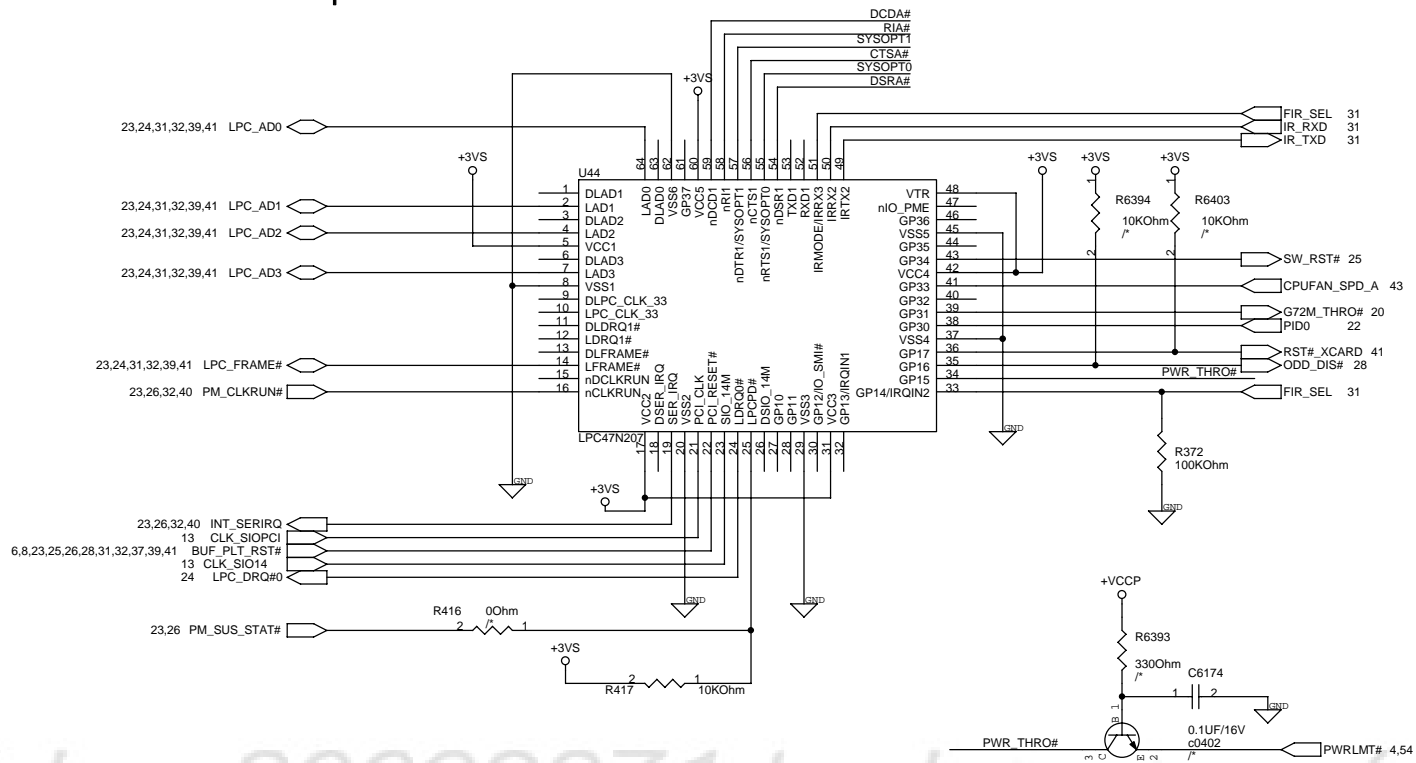 DCDA#
RIA#
SYSOPT1
CTSA#
SYSOPT0
DSRA#
+3VS
23,24,31,32,39,41 LPC_AD0
FIR_SEL 31
IR_RXD 31
IR_TXD 31
+3VS
+3VS
+3VS
+3VS
64 63 62 61 60 59 58 57 56 55 54 53 52 51 50 49
U44
LAD0
DLAD0
VSS6
GP37
VCC5
nDCD1
nRI1
nDTR1/SYSOPT1
nCTS1
nRTS1/SYSOPT0
nDSR1
TXD1
RXD1
IRMODE/IRRX3
IRRX2
IRTX2
1 DLAD1
2 LAD1
3 DLAD2
4 LAD2
5 VCC1
6 DLAD3
7 LAD3
8 VSS1
9 DLPC_CLK_33
10 LPC_CLK_33
11 DLDRQ1#
12 LDRQ1#
13 DLFRAME#
14 LFRAME#
15 nDCLKRUN
16 nCLKRUN
VTR 48
nIO_PME 47
GP36 46
VSS5 45
GP35 44
GP34 43
VCC4 42
GP33 41
GP32 40
GP31 39
GP30 38
VSS4 37
GP17 36
GP16 35
GP15 34
GP14/IRQIN2 33
23,24,31,32,39,41 LPC_AD1
23,24,31,32,39,41 LPC_AD2
23,24,31,32,39,41 LPC_AD3
23,24,31,32,39,41 LPC_FRAME#
23,26,32,40 PM_CLKRUN#
1
R6394
10KOhm
/*
2
1
R6403
10KOhm
/*
2
SW_RST# 25
CPUFAN_SPD_A 43
G72M_THRO# 20
PID0 22
RST#_XCARD 41
ODD_DIS# 28
PWR_THRO#
FIR_SEL 31
VCC2
DSER_IRQ
SER_IRQ
VSS2
PCI_CLK
PCI_RESET#
SIO_14M
LDRQ0#
LPCPD#
DSIO_14M
GP10
GP11
VSS3
GP12/IO_SMI#
VCC3
GP13/IRQIN1
LPC47N207
17 18 19 20 21 22 23 24 25 26 27 28 29 30 31 32
GND
GND
R372
100KOhm
GND
+3VS
23,26,32,40 INT_SERIRQ
13 CLK_SIOPCI
6,8,23,25,26,28,31,32,37,39,41 BUF_PLT_RST#
13 CLK_SIO14
24 LPC_DRQ#0
GND
GND
R416 0Ohm
/*
23,26 PM_SUS_STAT# 2 1
+3VS
2 1
R417 10KOhm
+VCCP
R6393
330Ohm
/*
C6174
1 2
GND
B 1
0.1UF/16V
c0402
/*
PWR_THRO#
3 C E 2
PWRLMT# 4,54